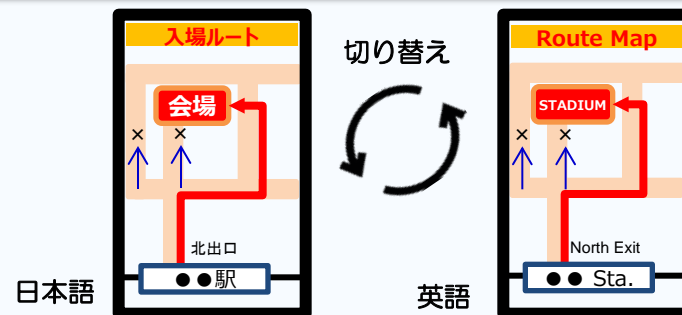 入場ルート
会場
×
×
北出口
●●駅
日本語
切り替え
Route Map
STADIUM
×
×
North Exit
●● Sta.
英語